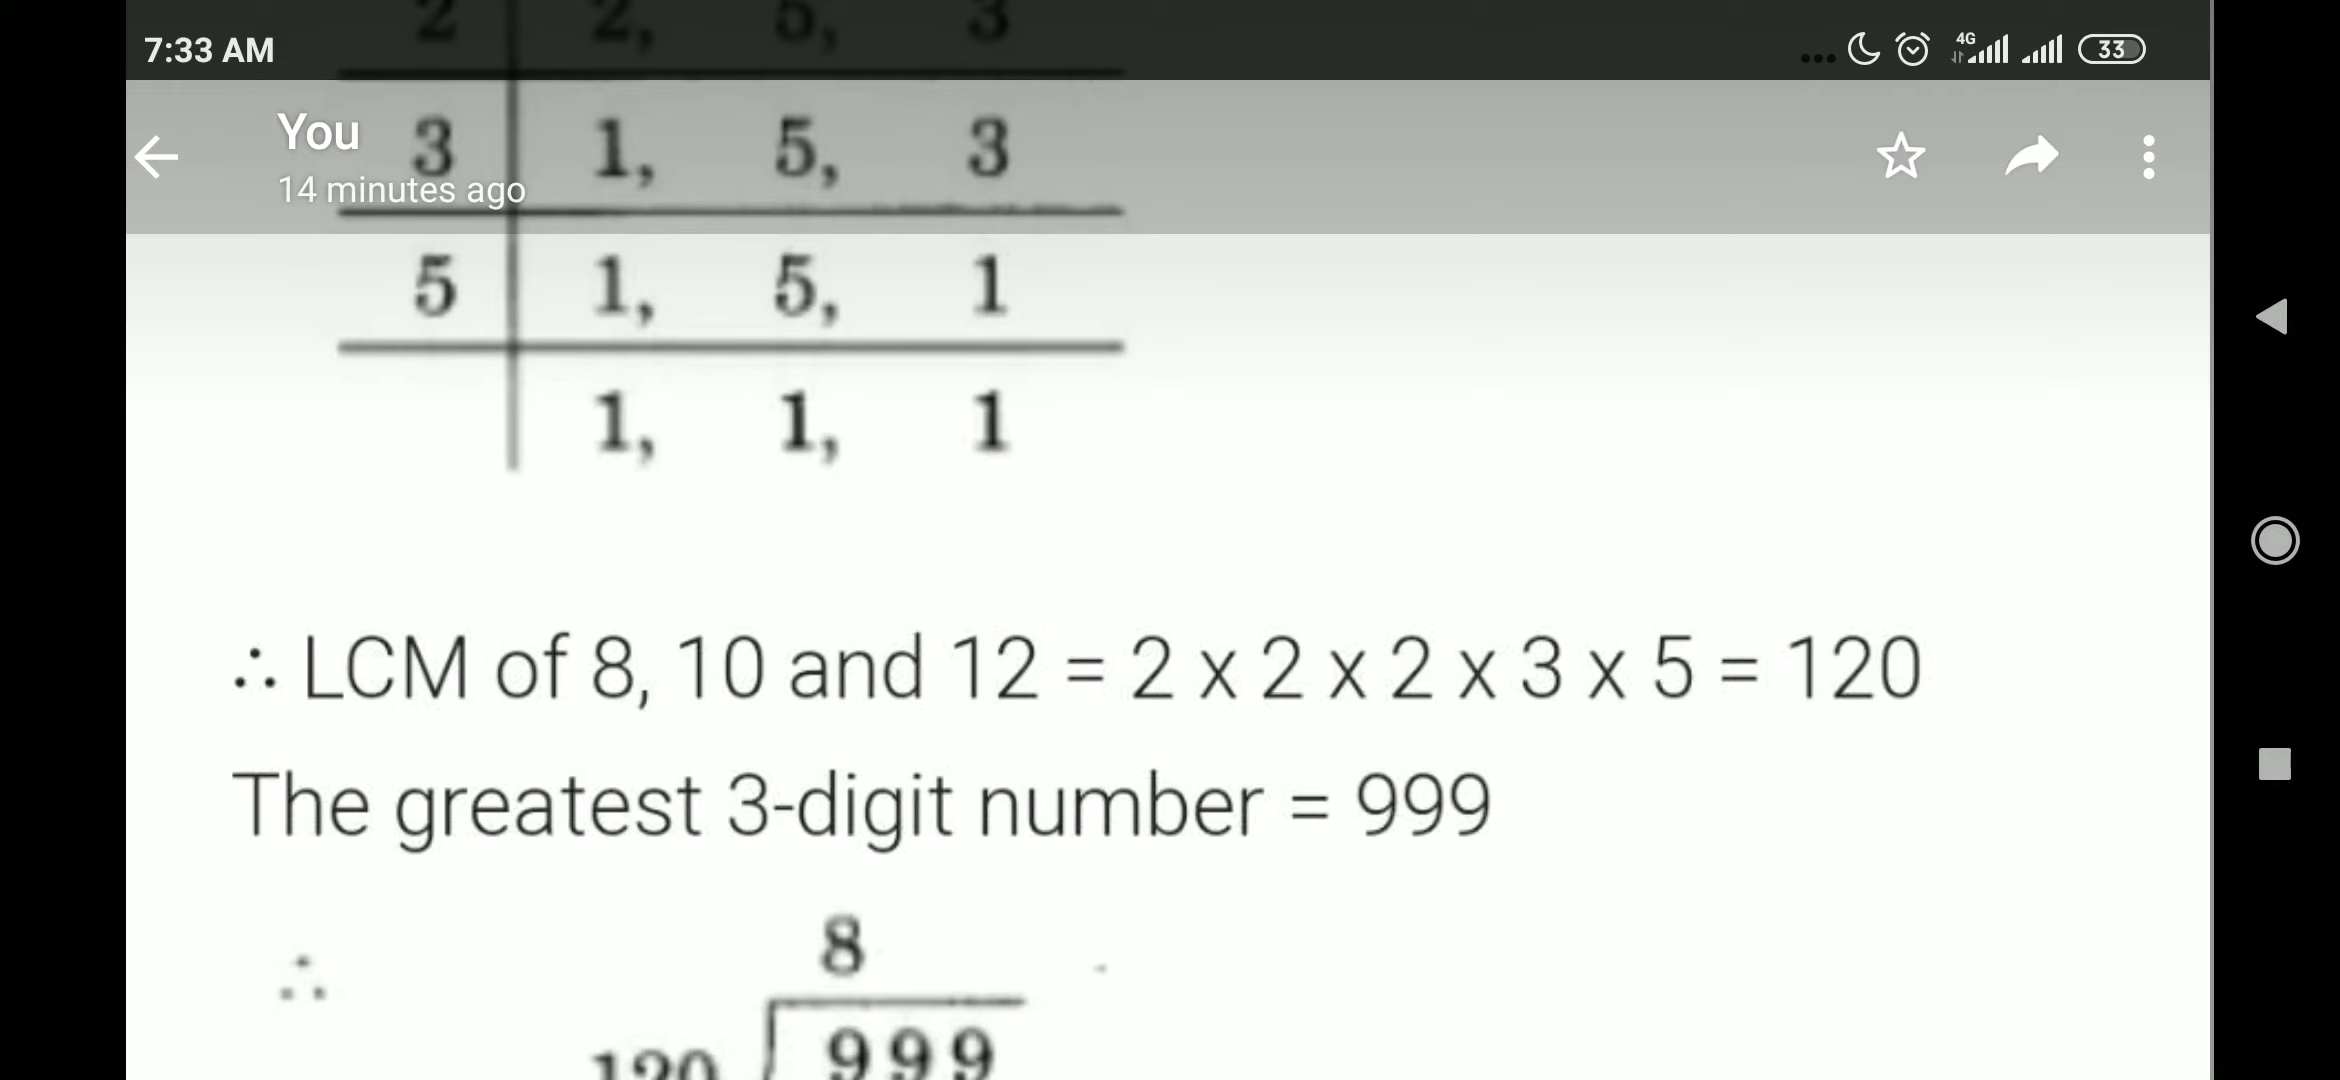 2 2, 5, 3
7:33 AM 4G 33
You
3 1, 5, 3
14 minutes ago
5 1, 5, 1
1, 1, 1
∴ LCM of 8, 10 and 12 = 2 x 2 x 2 x 3 x 5 = 120
The greatest 3-digit number = 999
∴ 8
120 999